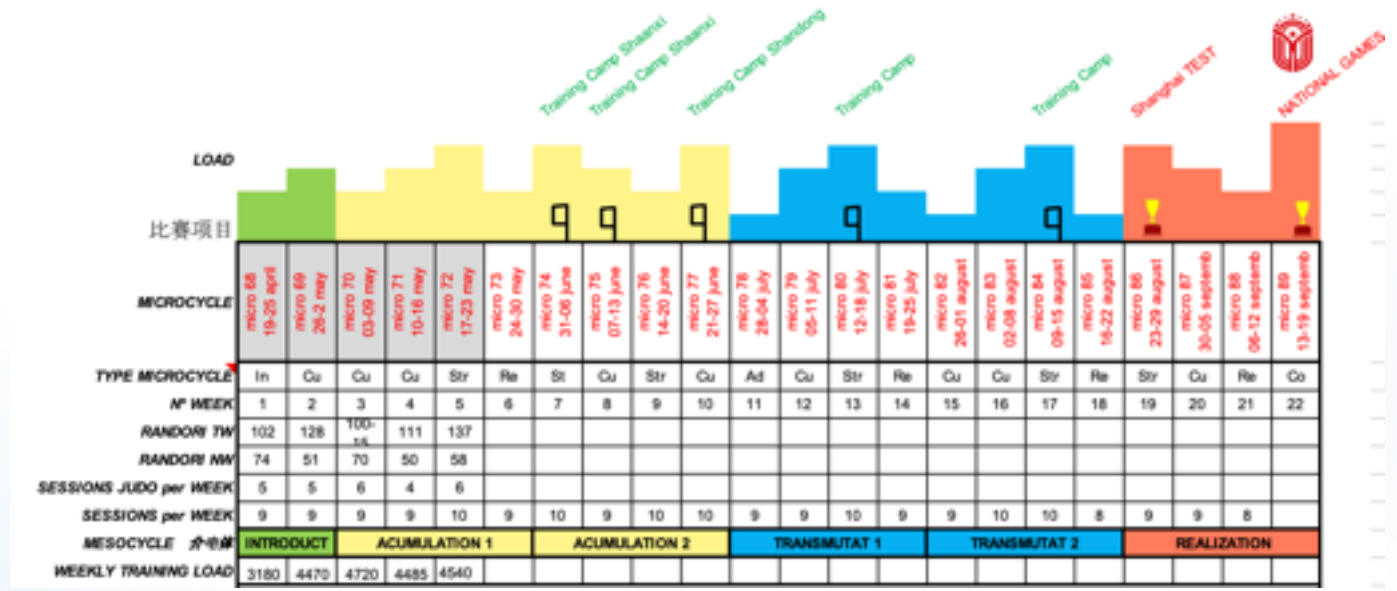 Training Camp Shaanxi
Training Camp Shaanxi
Training Camp Shandong
Training Camp
Training Camp
Shanghai TEST
NATIONAL GAMES
LOAD
比赛项目
MICROCYCLE
micro 68 19-25 april
micro 69 26-2 may
micro 70 03-09 may
micro 71 10-16 may
micro 72 17-23 may
micro 73 24-30 may
micro 74 31-06 june
micro 75 07-13 june
micro 76 14-20 june
micro 77 21-27 june
micro 78 28-04 july
micro 79 05-11 july
micro 80 12-18 july
micro 81 19-25 july
micro 82 26-01 august
micro 83 02-08 august
micro 84 09-15 august
micro 85 16-22 august
micro 86 23-29 august
micro 87 30-05 septemb
micro 88 06-12 septemb
micro 89 13-19 septemb
TYPE MICROCYCLE In Cu Cu Cu Str Re St Cu Str Cu Ad Cu Str Re Cu Cu Str Re Str Cu Re Co
Nº WEEK 1 2 3 4 5 6 7 8 9 10 11 12 13 14 15 16 17 18 19 20 21 22
RANDORI TW 102 128 100- 111 137
RANDORI NW 74 51 70 50 58
SESSIONS JUDO per WEEK 5 5 6 4 6
SESSIONS per WEEK 9 9 9 9 10 9 10 9 10 10 9 9 10 9 9 10 10 8 9 9 8
MESOCYCLE INTRODUCT ACUMULATION 1 ACUMULATION 2 TRANSMUTAT 1 TRANSMUTAT 2 REALIZATION
WEEKLY TRAINING LOAD 3180 4470 4720 4485 4540